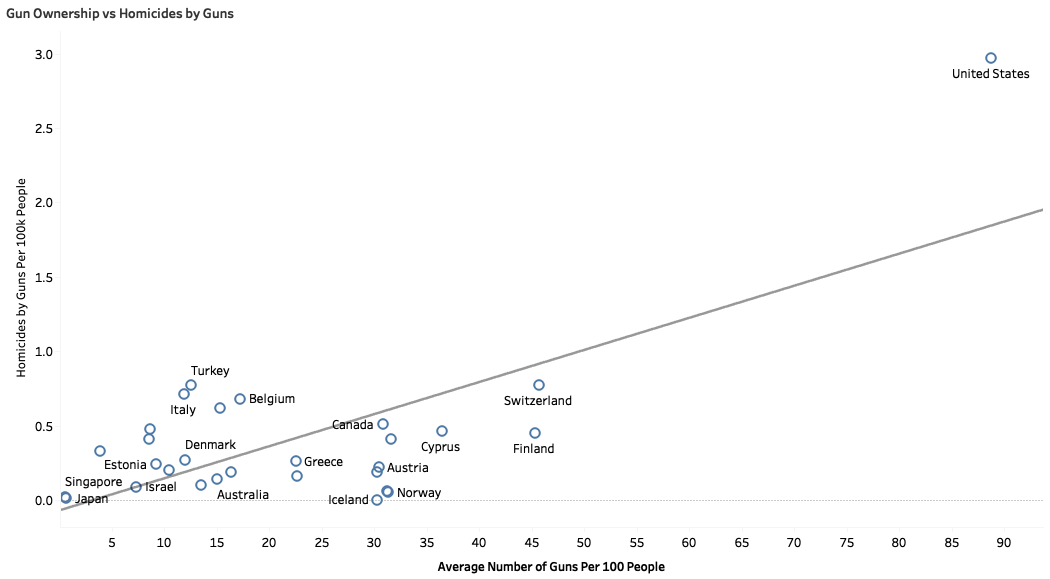 Gun Ownership vs Homicides by Guns
Homicides by Guns Per 100k People
3.0
2.5
2.0
1.5
1.0
0.5
0.0
United States
Turkey
Italy
Belgium
Switzerland
Canada
Cyprus
Finland
Denmark
Estonia
Greece
Austria
Singapore
Israel
Japan
Australia
Iceland
Norway
5 10 15 20 25 30 35 40 45 50 55 60 65 70 75 80 85 90
Average Number of Guns Per 100 People